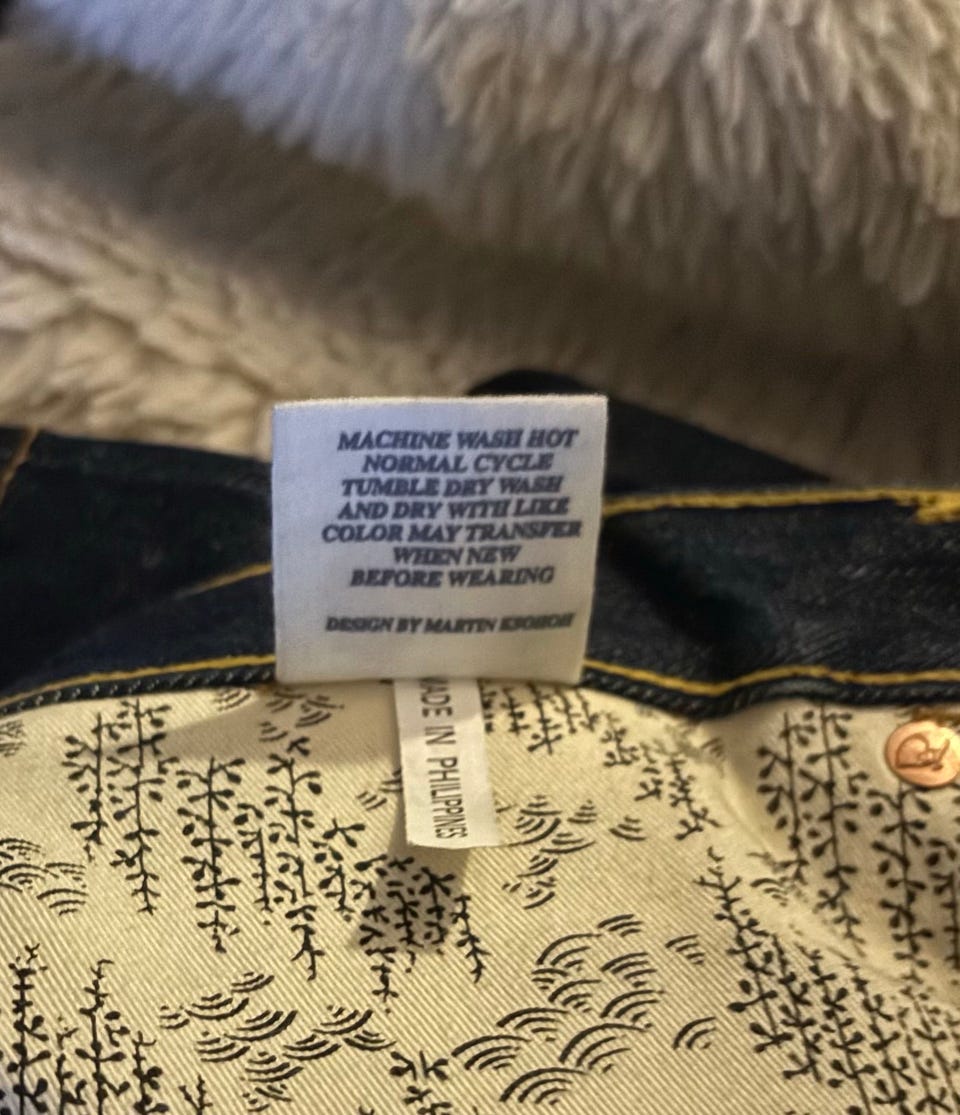 MACHINE WASH HOT
NORMAL CYCLE
TUMBLE DRY WASH
AND DRY WITH LIKE
COLOR MAY TRANSFER
WHEN NEW
BEFORE WEARING
DESIGN BY MARTIN
MADE IN PHILIPPINES